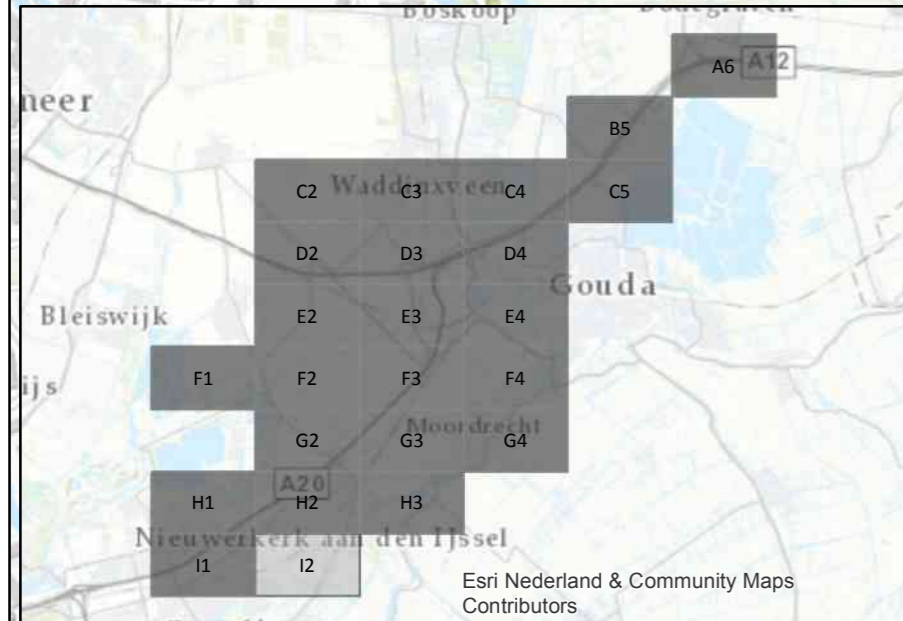 Boskoop
Bodegraven
A6 A12
meer
B5
C2 Waddinxveen C3 C4 C5
D2 D3 D4
Gouda
Bleiswijk E2 E3 E4
F1 F2 F3 F4
ijs
Moordrecht
G2 G3 G4
A20
H1 H2 H3
Nieuwerkerk aan den IJssel
I1 I2
Esri Nederland & Community Maps
Contributors